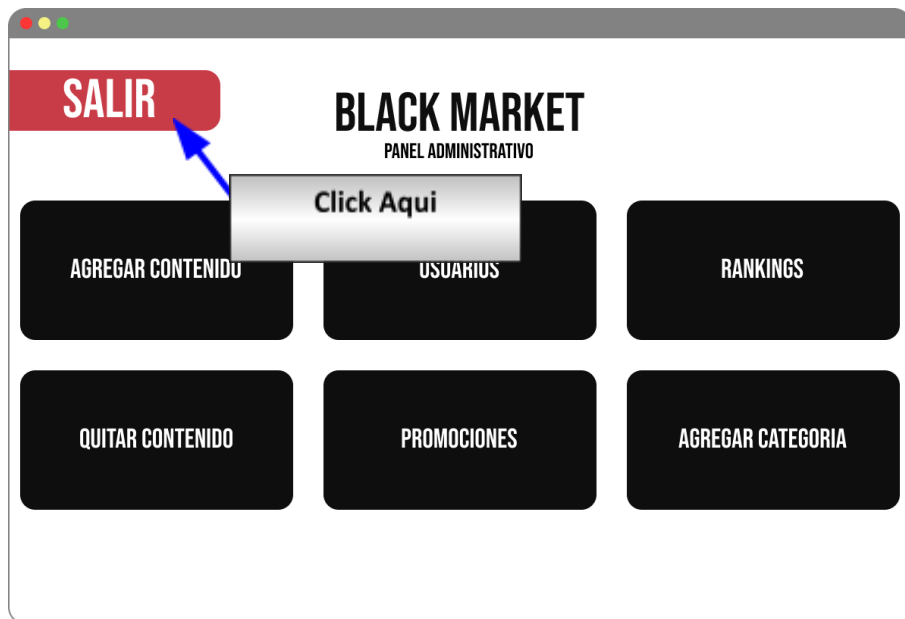 SALIR
BLACK MARKET
PANEL ADMINISTRATIVO
Click Aqui
AGREGAR CONTENIDO
USUARIOS
RANKINGS
QUITAR CONTENIDO
PROMOCIONES
AGREGAR CATEGORIA